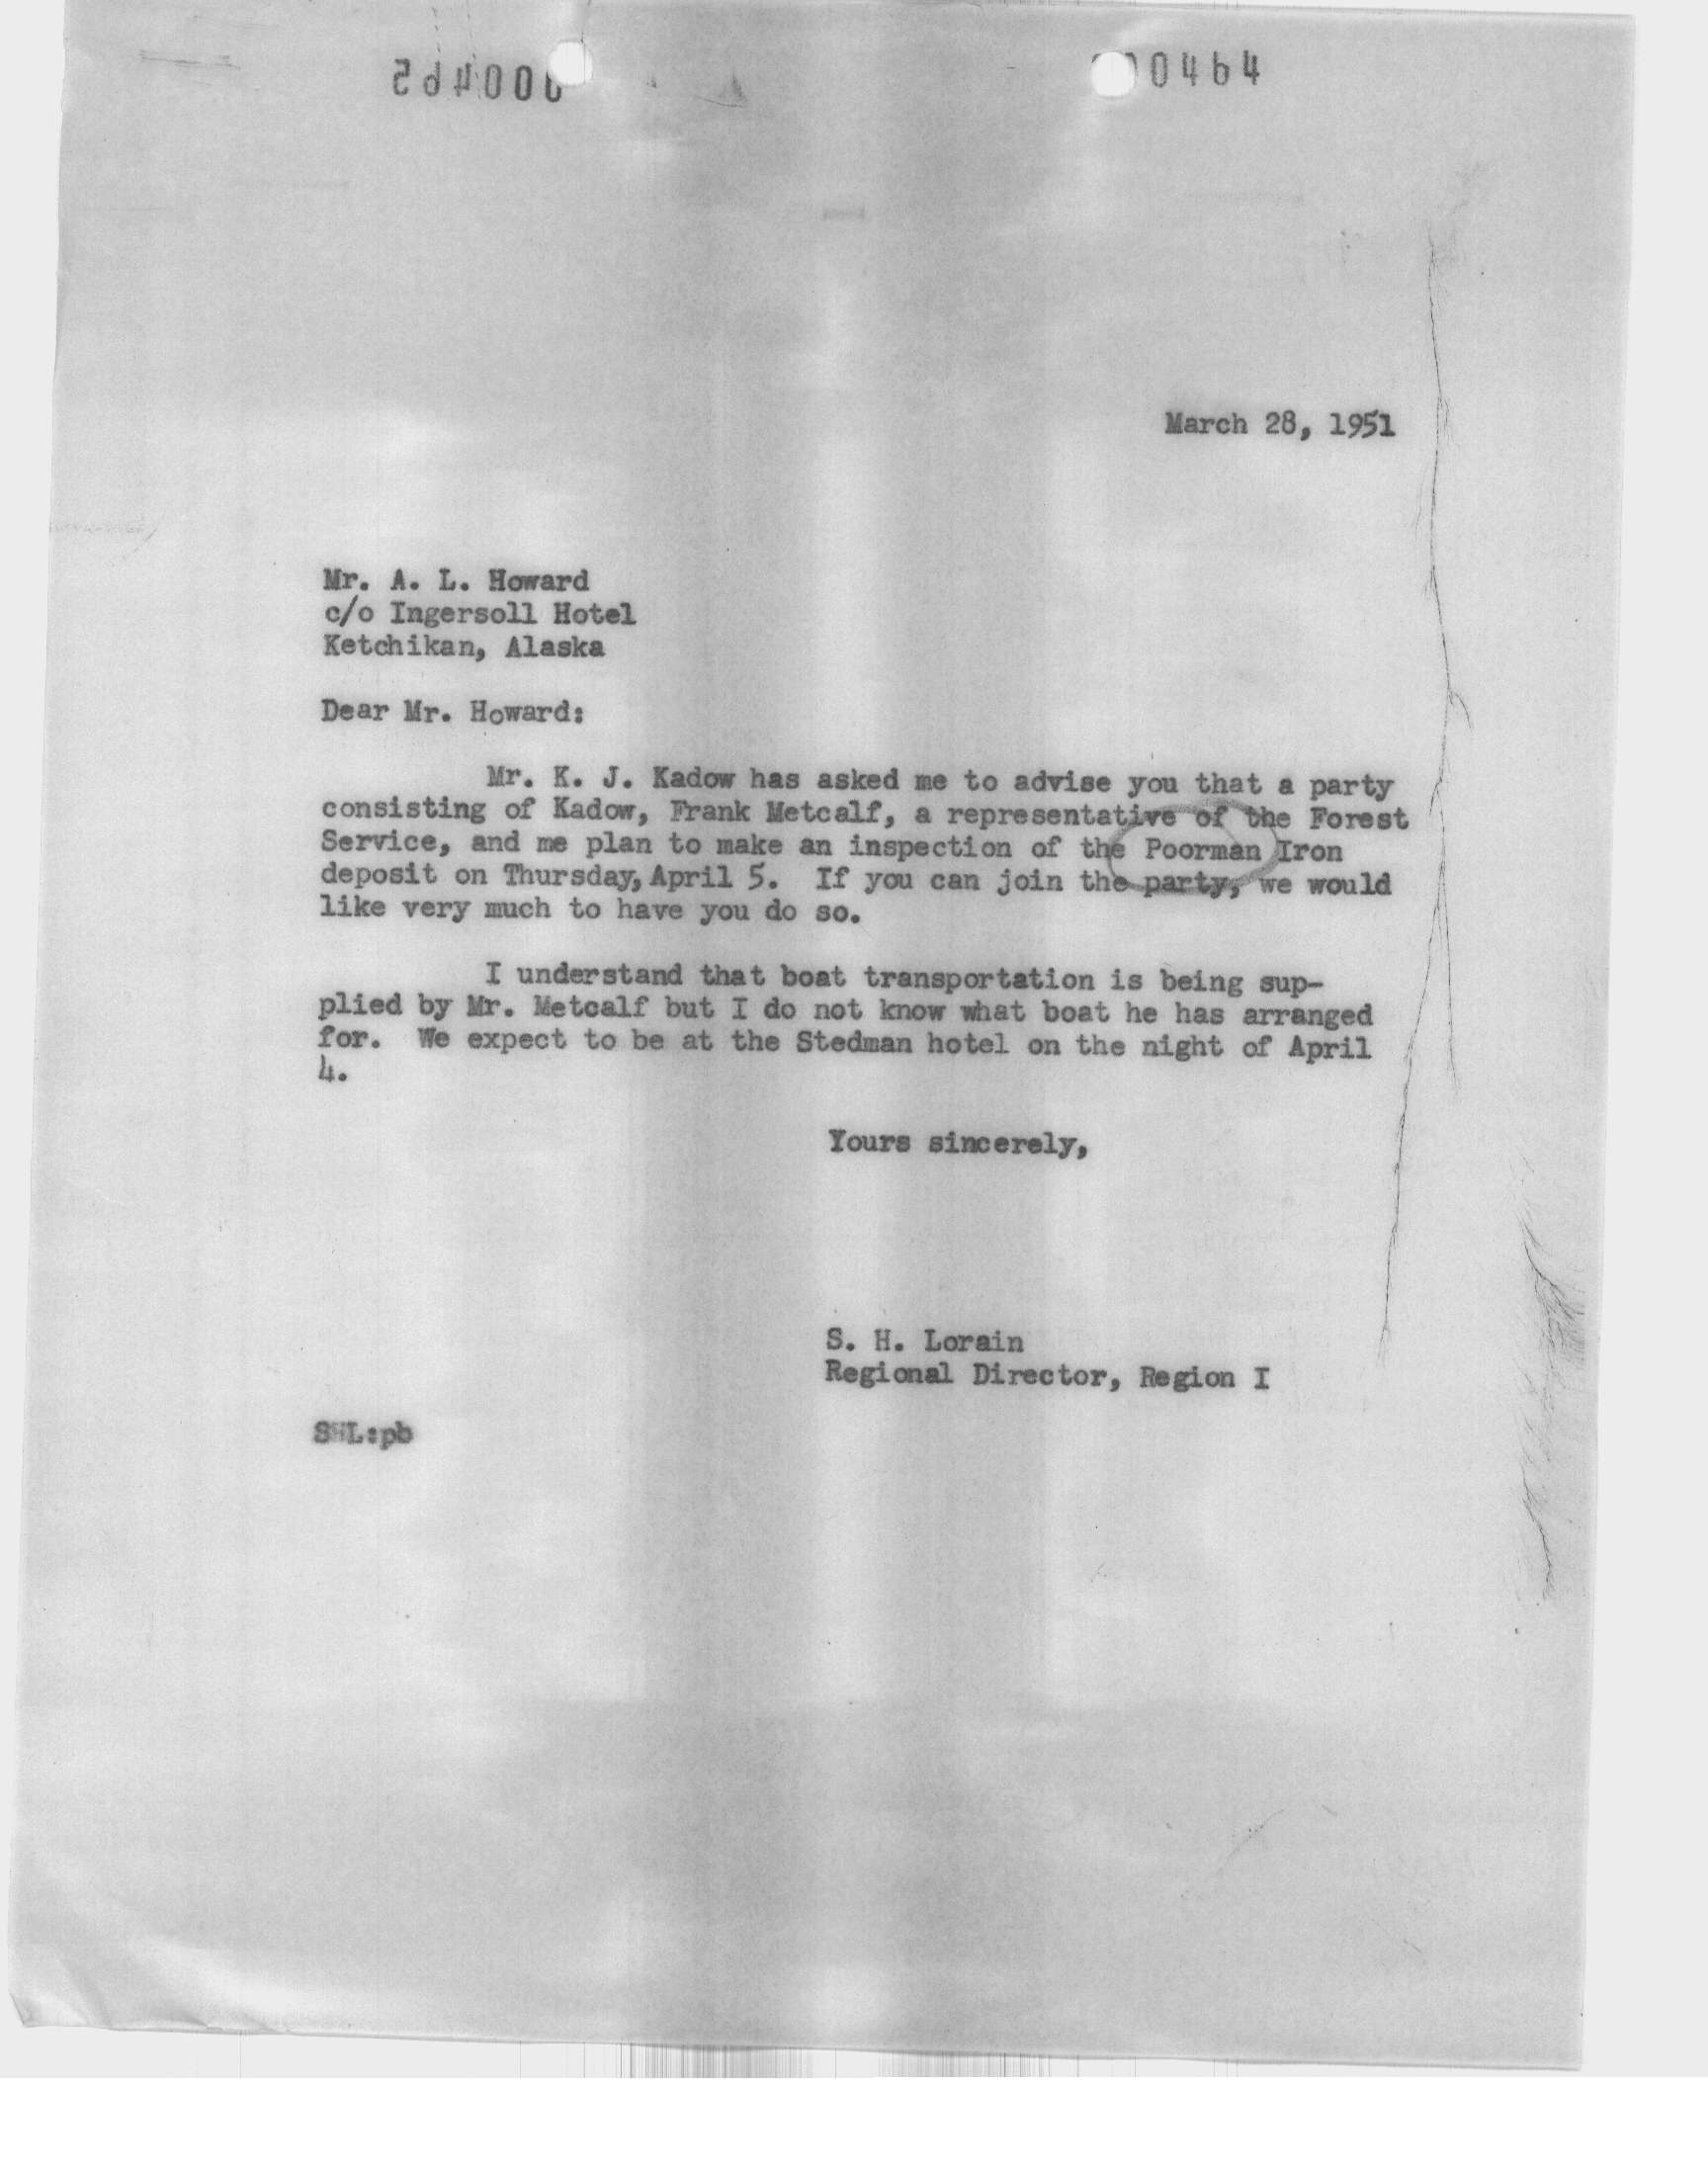 0464
March 28, 1951
Mr. A. L. Howard
c/o Ingersoll Hotel
Ketchikan, Alaska
Dear Mr. Howard:
Mr. K. J. Kadow has asked me to advise you that a party
consisting of Kadow, Frank Metcalf, a representative of the Forest
Service, and me plan to make an inspection of the Poorman Iron
deposit on Thursday, April 5. If you can join the party, we would
like very much to have you do so.
I understand that boat transportation is being sup-
plied by Mr. Metcalf but I do not know what boat he has arranged
for. We expect to be at the Stedman hotel on the night of April
4.
Yours sincerely,
S. H. Lorain
Regional Director, Region I
SHL:pb